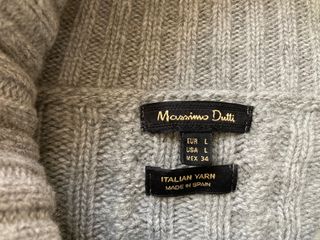 Massimo Dutti
EUR L
USA L
MEX 34
ITALIAN YARN
MADE IN SPAIN